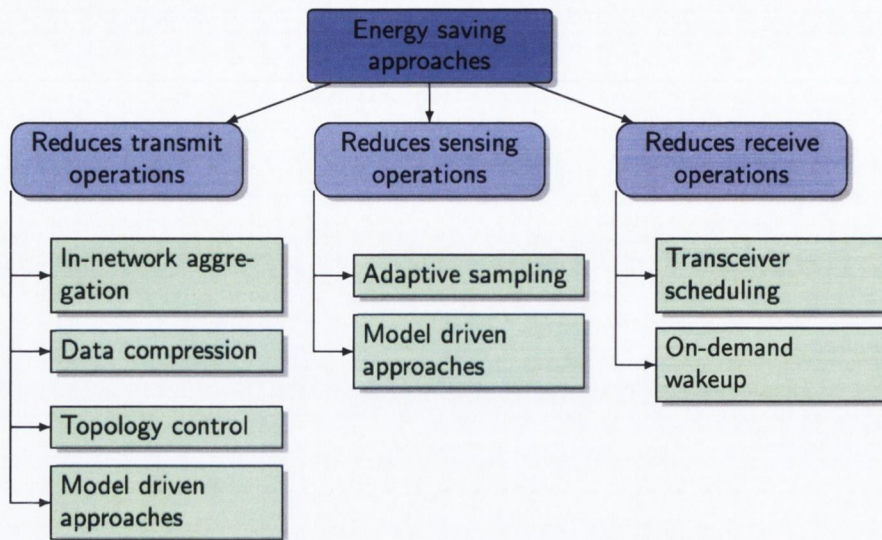 Energy saving
approaches
Reduces transmit
operations
In-network aggre-
gation
Data compression
Topology control
Model driven
approaches
Reduces sensing
operations
Adaptive sampling
Model driven
approaches
Reduces receive
operations
Transceiver
scheduling
On-demand
wakeup